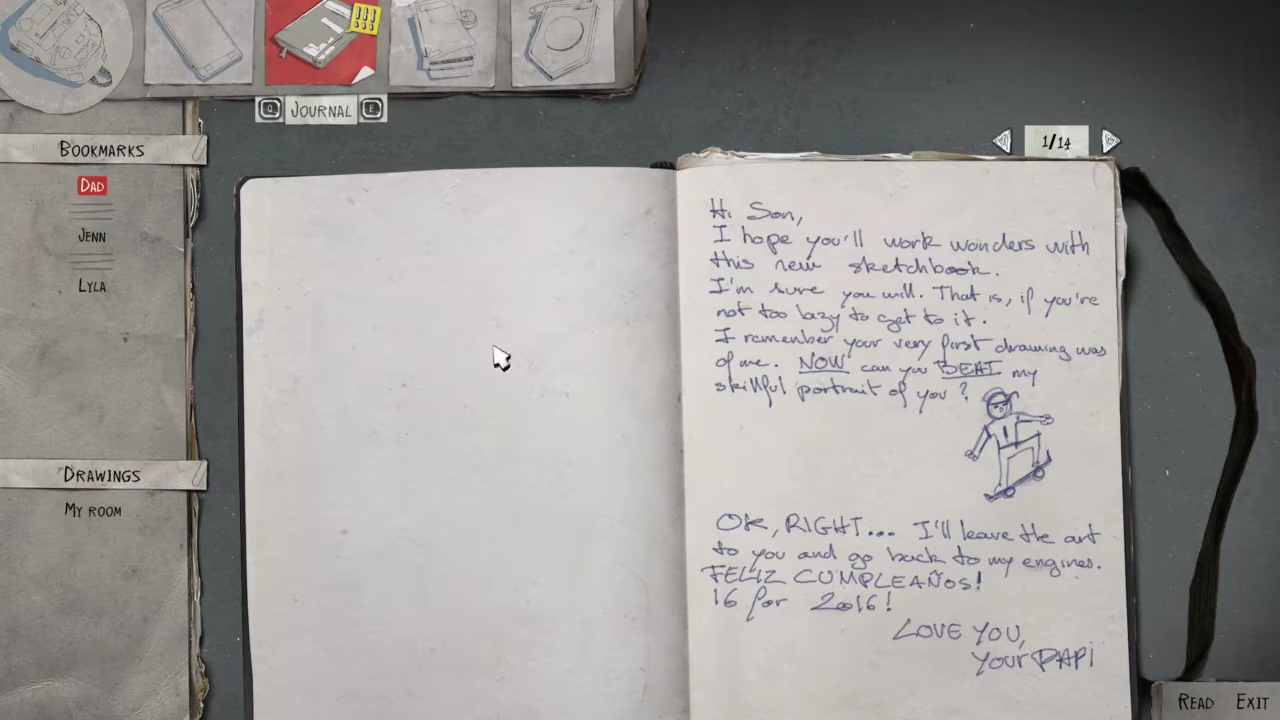 Q JOURNAL E
BOOKMARKS
DAD
JENN
LYLA
DRAWINGS
MY ROOM
1/14
Hi Son,
I hope you'll work wonders with
this new sketchbook.
I'm sure you will. That is, if you're
not too lazy to get to it.
I remember your very first drawing was
of me. NOW can you BEAT my
skillful portrait of you?
OK, RIGHT... I'll leave the art
to you and go back to my engines.
FELIZ CUMPLEAÑOS!
16 for 2016!
LOVE YOU,
your PAPI
READ EXIT